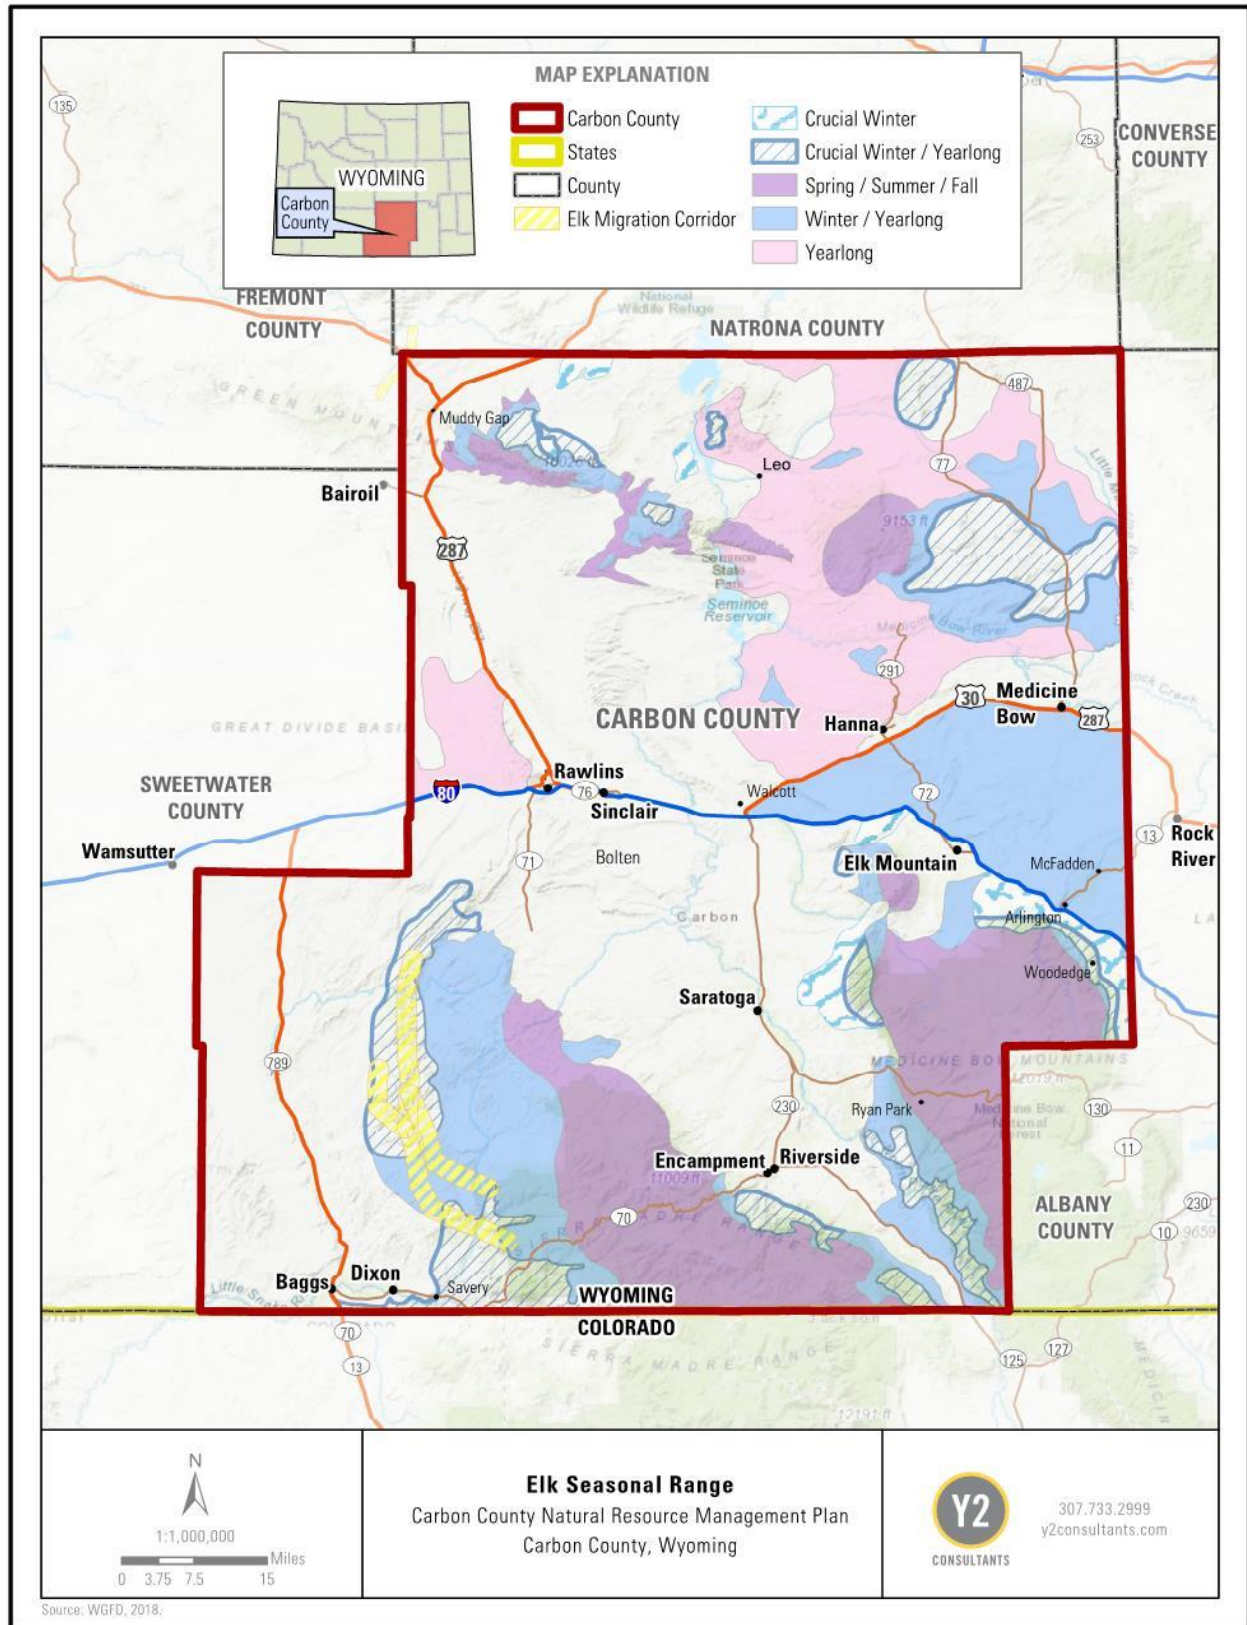 MAP EXPLANATION
WYOMING
Carbon
County
Carbon County
States
County
Elk Migration Corridor
Crucial Winter
Crucial Winter / Yearlong
Spring / Summer / Fall
Winter / Yearlong
Yearlong
135
253
CONVERSE
COUNTY
FREMONT
COUNTY
National
Wildlife Refuge
NATRONA COUNTY
487
Muddy Gap
Leo
77
Bairoil
9153 ft
287
Seminoe
State
Park
Seminoe
Reservoir
Medicine Bow River
291
GREAT DIVIDE BASIN
CARBON COUNTY
Hanna
30
Medicine
Bow
287
SWEETWATER
COUNTY
80
Rawlins
76
Sinclair
Walcott
72
13
Rock
River
Wamsutter
71
Bolten
Elk Mountain
McFadden
Carbon
Arlington
Woodedge
Saratoga
789
MEDICINE BOW MOUNTAINS
12019 ft
230
Ryan Park
Medicine Bow
National
Forest
130
11
Encampment
Riverside
11009 ft
70
ALBANY
COUNTY
230
10
9659
Baggs
Dixon
Savery
WYOMING
COLORADO
70
13
SIERRA MADRE RANGE
125
127
12191 ft
N
1:1,000,000
Miles
0 3.75 7.5 15
Elk Seasonal Range
Carbon County Natural Resource Management Plan
Carbon County, Wyoming
Y2
CONSULTANTS
307.733.2999
y2consultants.com
Source: WGFD, 2018.